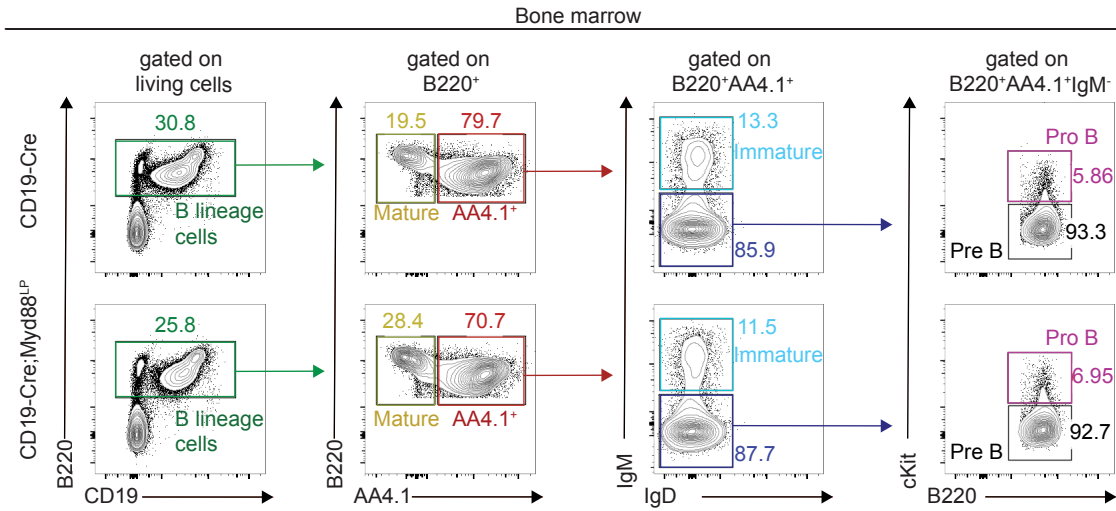 Bone marrow
gated on
living cells
gated on
B220⁺
gated on
B220⁺AA4.1⁺
gated on
B220⁺AA4.1⁺IgM⁻
CD19-Cre
30.8
B lineage
cells
19.5
79.7
Mature
AA4.1⁺
13.3
Immature
85.9
Pro B
5.86
93.3
Pre B
CD19-Cre;Myd88ᴸᴾ
25.8
B lineage
cells
28.4
70.7
Mature
AA4.1⁺
11.5
Immature
87.7
Pro B
6.95
92.7
Pre B
B220
CD19
B220
AA4.1
IgM
IgD
cKit
B220